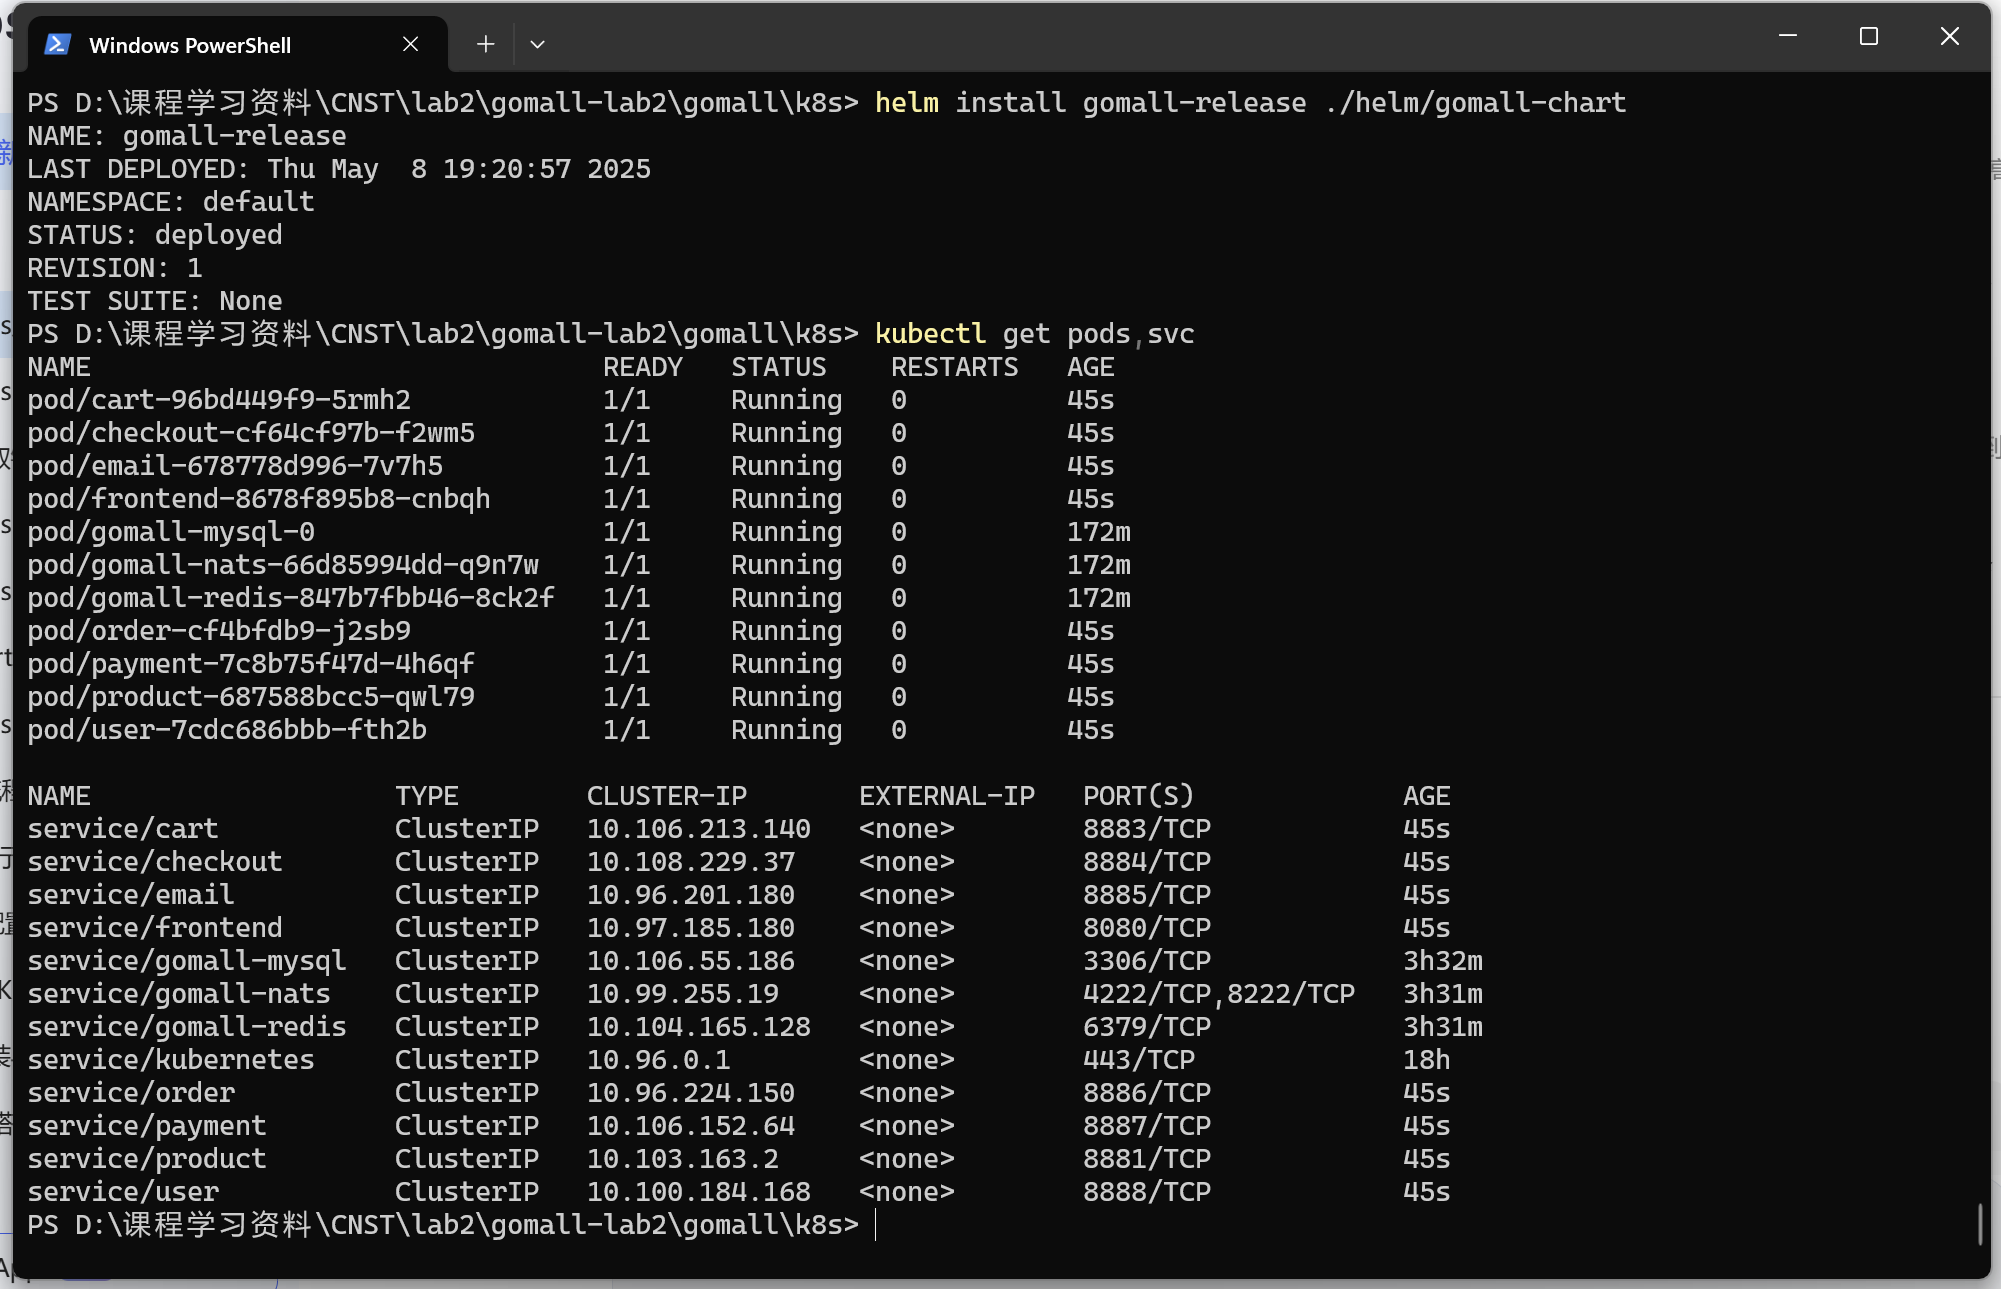 Windows PowerShell
PS D:\课程学习资料\CNST\lab2\gomall-lab2\gomall\k8s> helm install gomall-release ./helm/gomall-chart
NAME: gomall-release
LAST DEPLOYED: Thu May  8 19:20:57 2025
NAMESPACE: default
STATUS: deployed
REVISION: 1
TEST SUITE: None
PS D:\课程学习资料\CNST\lab2\gomall-lab2\gomall\k8s> kubectl get pods,svc
NAME                                READY   STATUS    RESTARTS   AGE
pod/cart-96bd449f9-5rmh2            1/1     Running   0          45s
pod/checkout-cf64cf97b-f2wm5        1/1     Running   0          45s
pod/email-678778d996-7v7h5          1/1     Running   0          45s
pod/frontend-8678f895b8-cnbqh       1/1     Running   0          45s
pod/gomall-mysql-0                  1/1     Running   0          172m
pod/gomall-nats-66d85994dd-q9n7w    1/1     Running   0          172m
pod/gomall-redis-847b7fbb46-8ck2f   1/1     Running   0          172m
pod/order-cf4bfdb9-j2sb9            1/1     Running   0          45s
pod/payment-7c8b75f47d-4h6qf        1/1     Running   0          45s
pod/product-687588bcc5-qwl79        1/1     Running   0          45s
pod/user-7cdc686bbb-fth2b           1/1     Running   0          45s
NAME                   TYPE        CLUSTER-IP       EXTERNAL-IP   PORT(S)             AGE
service/cart           ClusterIP   10.106.213.140   <none>        8883/TCP            45s
service/checkout       ClusterIP   10.108.229.37    <none>        8884/TCP            45s
service/email          ClusterIP   10.96.201.180    <none>        8885/TCP            45s
service/frontend       ClusterIP   10.97.185.180    <none>        8080/TCP            45s
service/gomall-mysql   ClusterIP   10.106.55.186    <none>        3306/TCP            3h32m
service/gomall-nats    ClusterIP   10.99.255.19     <none>        4222/TCP,8222/TCP   3h31m
service/gomall-redis   ClusterIP   10.104.165.128   <none>        6379/TCP            3h31m
service/kubernetes     ClusterIP   10.96.0.1        <none>        443/TCP             18h
service/order          ClusterIP   10.96.224.150    <none>        8886/TCP            45s
service/payment        ClusterIP   10.106.152.64    <none>        8887/TCP            45s
service/product        ClusterIP   10.103.163.2     <none>        8881/TCP            45s
service/user           ClusterIP   10.100.184.168   <none>        8888/TCP            45s
PS D:\课程学习资料\CNST\lab2\gomall-lab2\gomall\k8s>